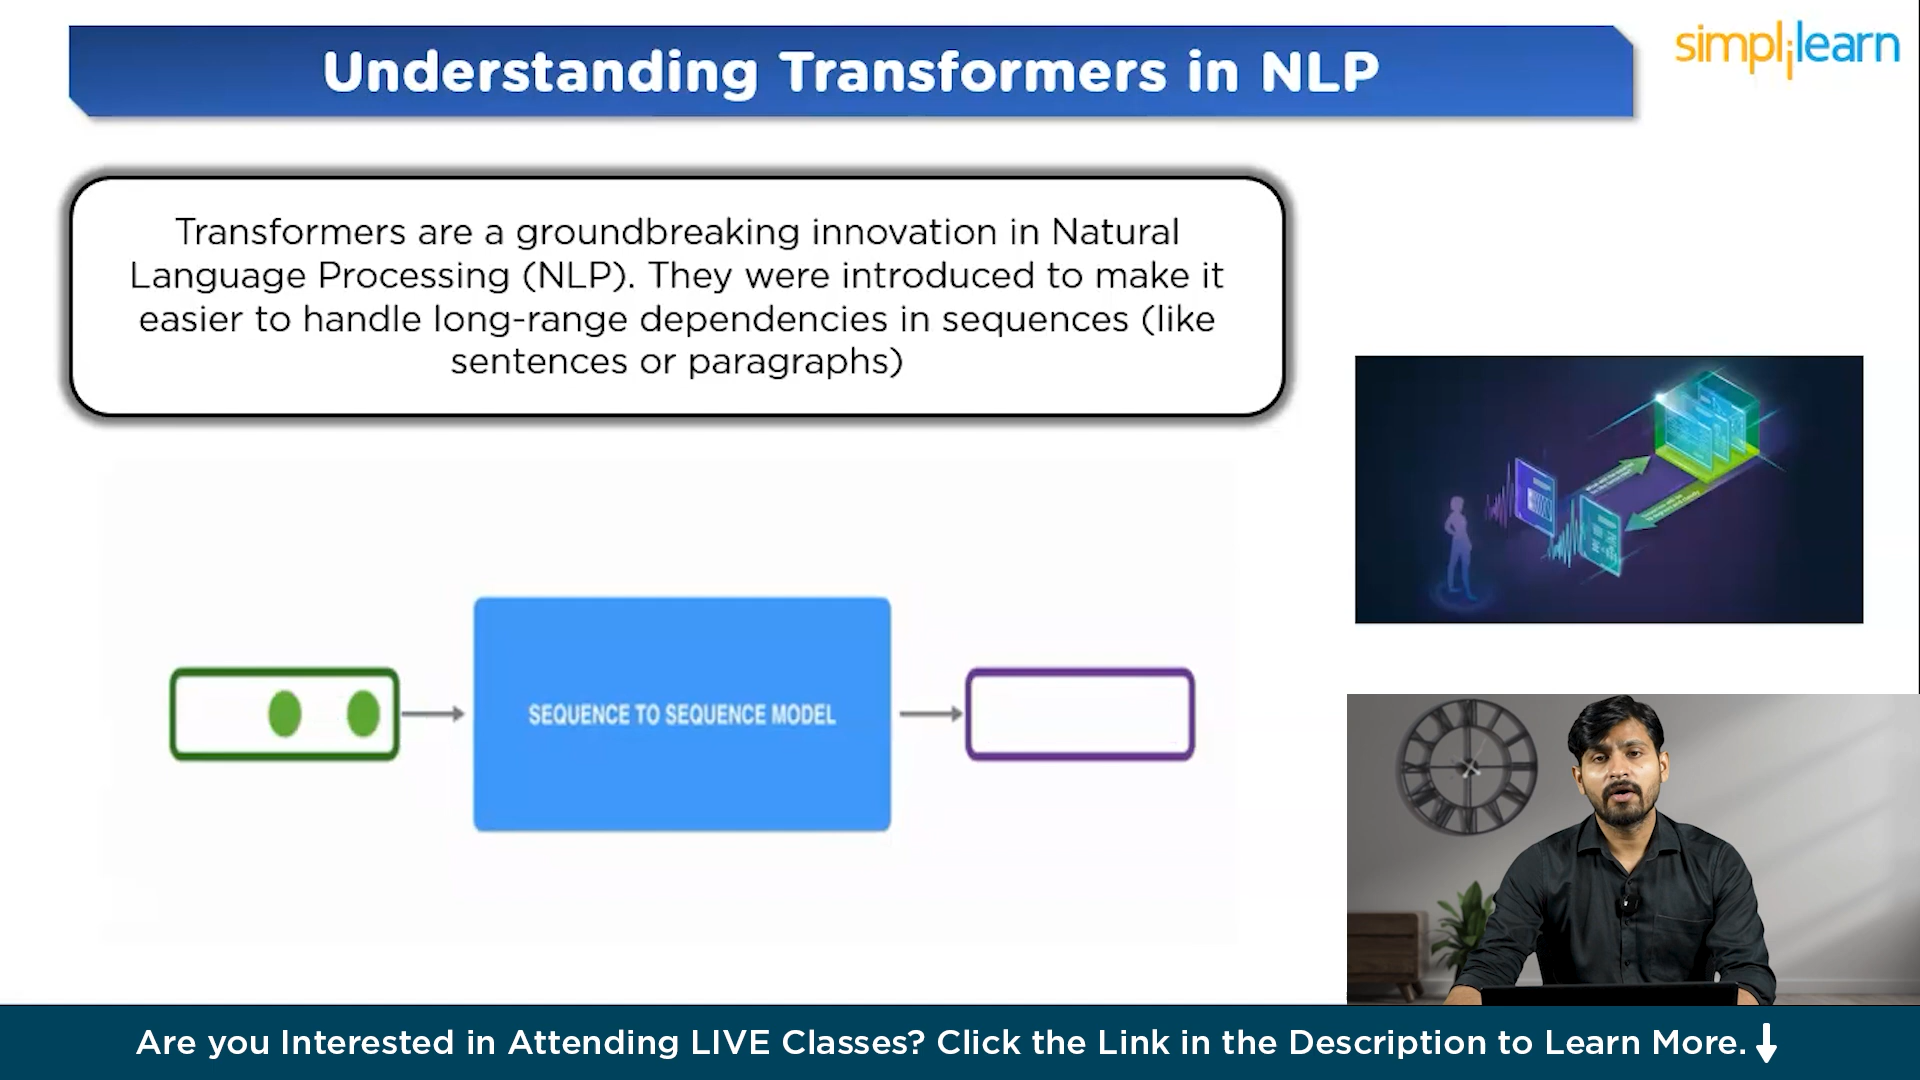 Understanding Transformers in NLP
simplilearn
Transformers are a groundbreaking innovation in Natural
Language Processing (NLP). They were introduced to make it
easier to handle long-range dependencies in sequences (like
sentences or paragraphs)
SEQUENCE TO SEQUENCE MODEL
Are you Interested in Attending LIVE Classes? Click the Link in the Description to Learn More.